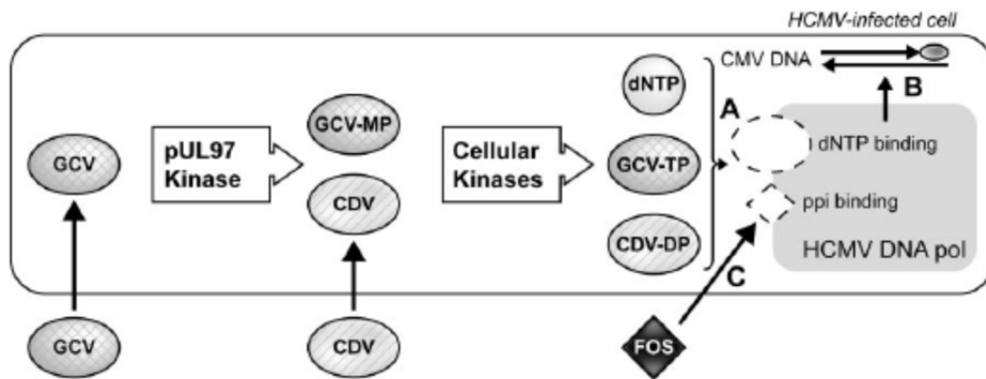 HCMV-infected cell
CMV DNA
dNTP
A
B
GCV-MP
dNTP binding
GCV
pUL97
Kinase
Cellular
Kinases
GCV-TP
CDV
ppi binding
CDV-DP
HCMV DNA pol
C
GCV
CDV
FOS